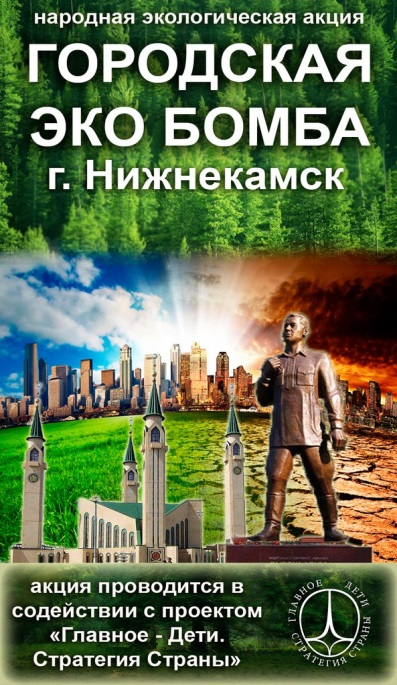 народная экологическая акция
ГОРОДСКАЯ
ЭКО БОМБА
г. Нижнекамск
акция проводится в
содействии с проектом
«Главное - Дети.
Стратегия Страны»
ГЛАВНОЕ ДЕТИ
СТРАТЕГИЯ СТРАНЫ